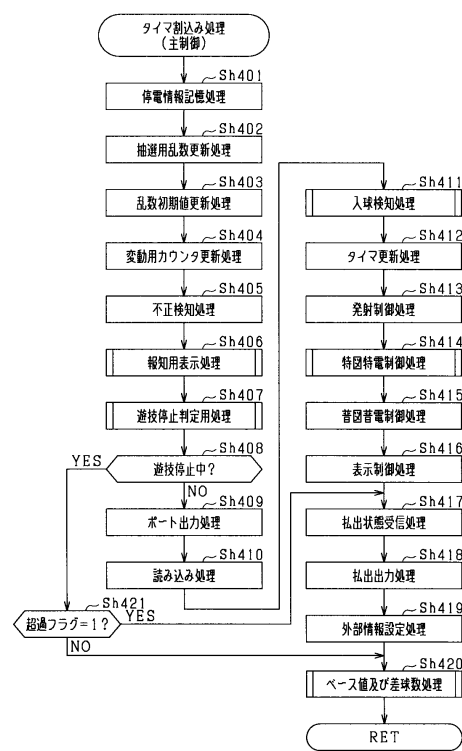 タイマ割込み処理
(主制御)
Sh401
停電情報記憶処理
Sh402
抽選用乱数更新処理
Sh403
乱数初期値更新処理
Sh404
変動用カウンタ更新処理
Sh405
不正検知処理
Sh406
報知用表示処理
Sh407
遊技停止判定用処理
Sh408
YES
遊技停止中?
NO
Sh409
ポート出力処理
Sh410
読み込み処理
Sh421
超過フラグ=1?
YES
NO
Sh411
入球検知処理
Sh412
タイマ更新処理
Sh413
発射制御処理
Sh414
特図特電制御処理
Sh415
普図普電制御処理
Sh416
表示制御処理
Sh417
払出状態受信処理
Sh418
払出出力処理
Sh419
外部情報設定処理
Sh420
ベース値及び差球数処理
RET